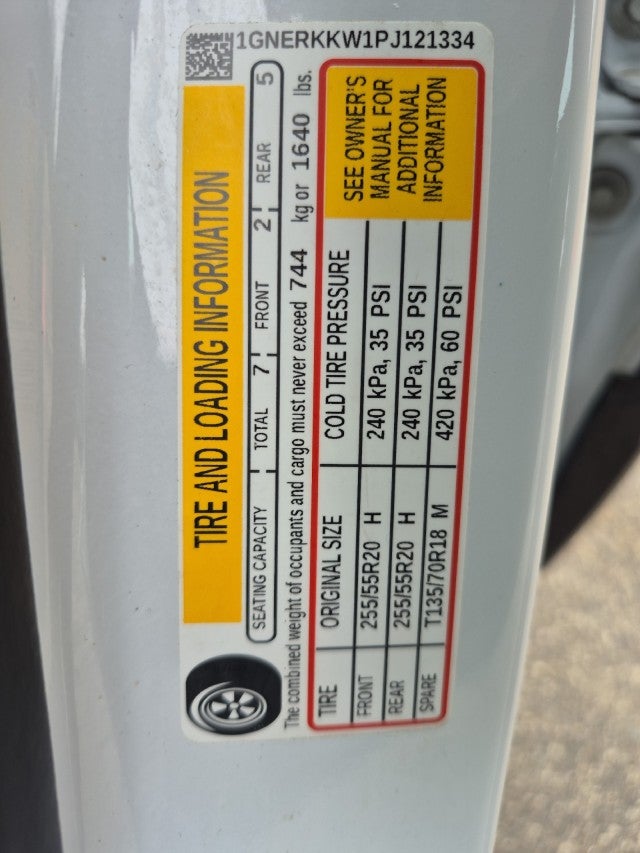 1GNERKKW1PJ121334
TIRE AND LOADING INFORMATION
SEATING CAPACITY TOTAL 7 FRONT 2 REAR 5
The combined weight of occupants and cargo must never exceed 744 kg or 1640 lbs.
TIRE ORIGINAL SIZE COLD TIRE PRESSURE
FRONT 255/55R20 H 240 kPa, 35 PSI
REAR 255/55R20 H 240 kPa, 35 PSI
SPARE T135/70R18 M 420 kPa, 60 PSI
SEE OWNER'S
MANUAL FOR
ADDITIONAL
INFORMATION